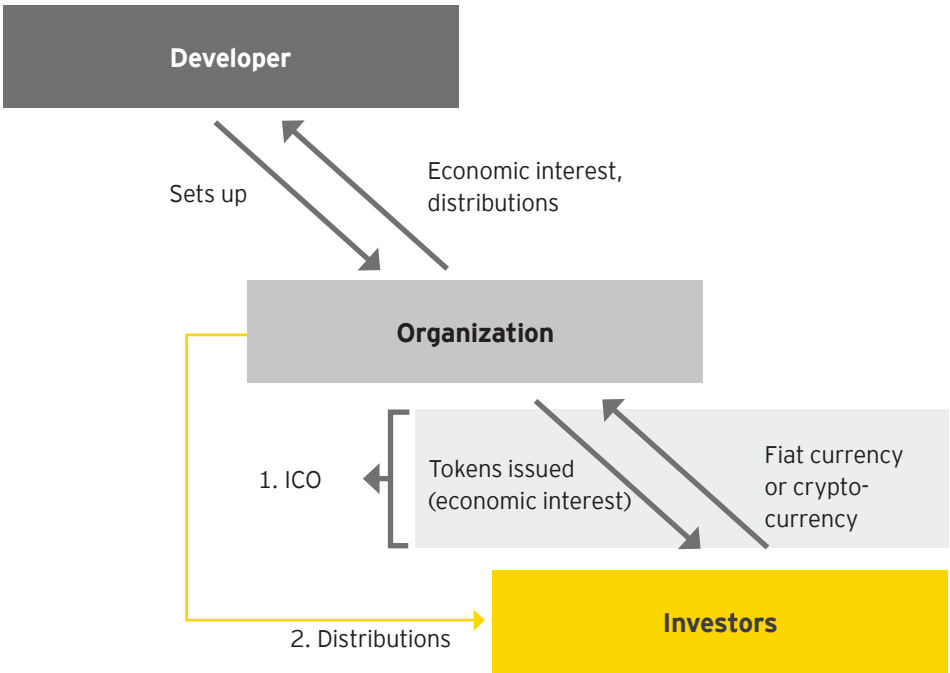 Developer
Sets up
Economic interest,
distributions
Organization
1. ICO
Tokens issued
(economic interest)
Fiat currency
or crypto-
currency
Investors
2. Distributions